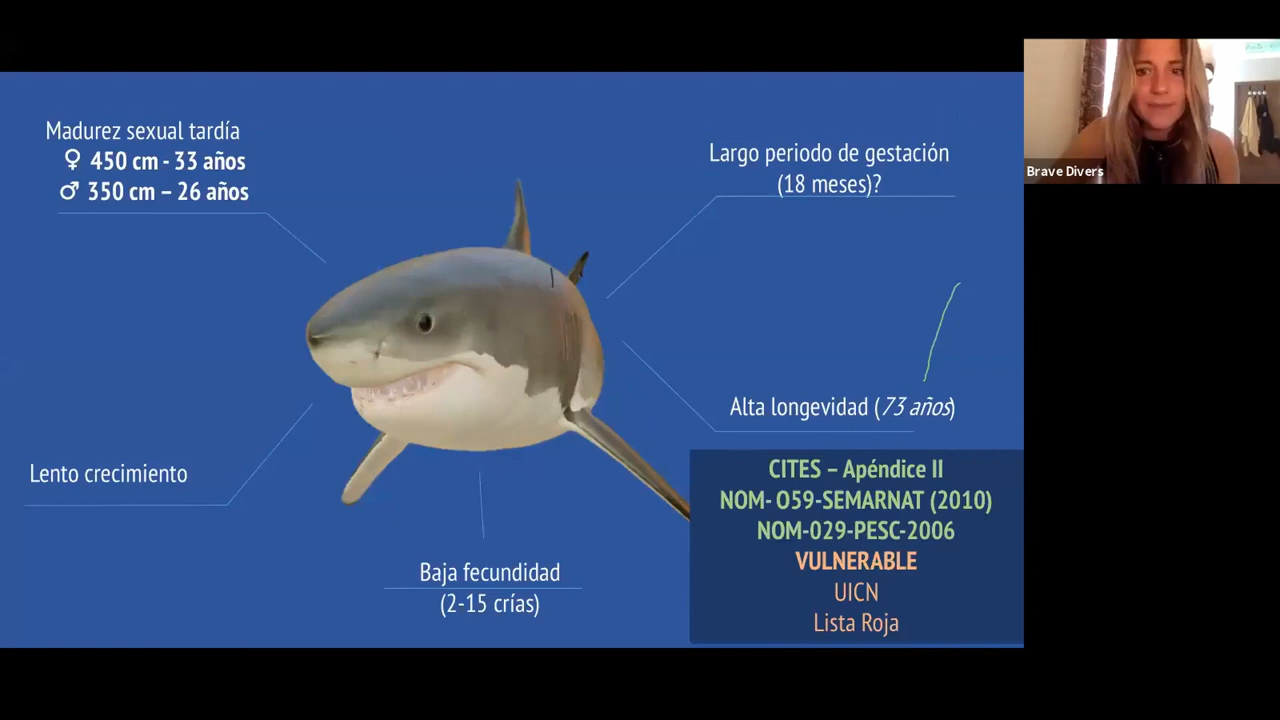 Madurez sexual tardía
♀ 450 cm - 33 años
♂ 350 cm – 26 años
Largo periodo de gestación
(18 meses)?
Alta longevidad (73 años)
Lento crecimiento
Baja fecundidad
(2-15 crías)
CITES – Apéndice II
NOM- O59-SEMARNAT (2010)
NOM-029-PESC-2006
VULNERABLE
UICN
Lista Roja
Brave Divers